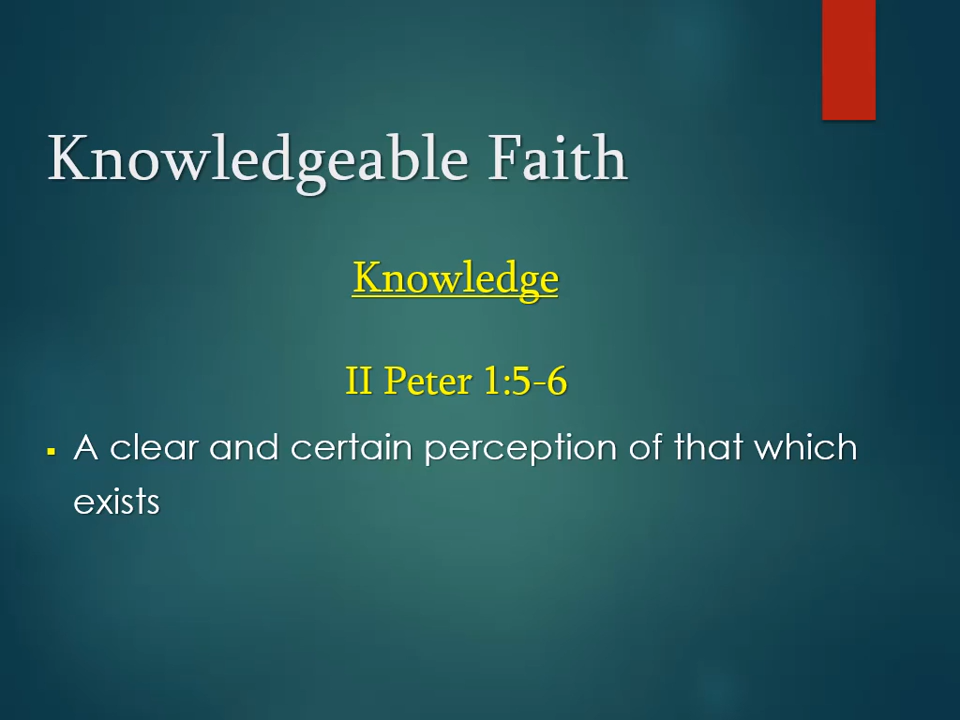 Knowledgeable Faith
Knowledge
II Peter 1:5-6
▪ A clear and certain perception of that which
exists